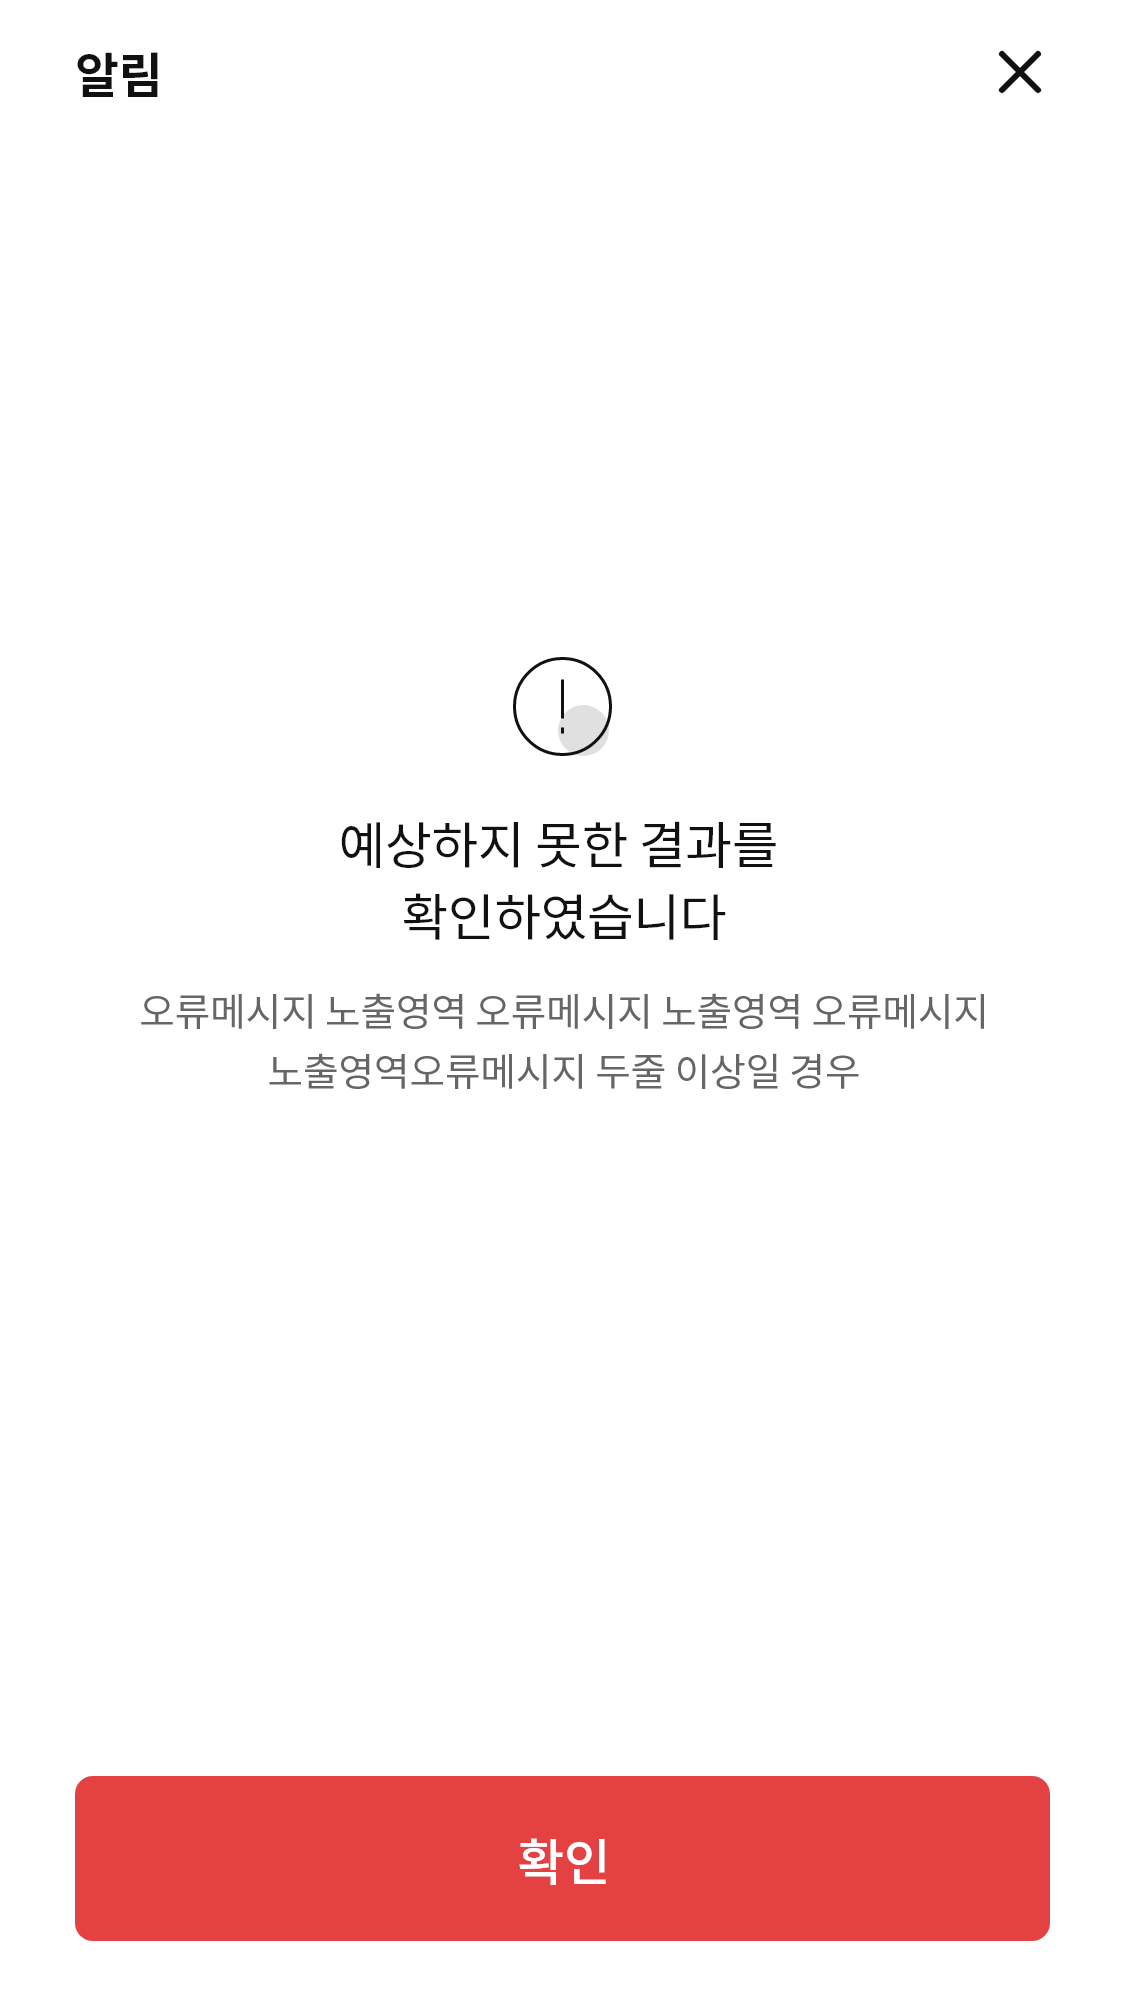 알림
예상하지 못한 결과를
확인하였습니다
오류메시지 노출영역 오류메시지 노출영역 오류메시지
노출영역오류메시지 두줄 이상일 경우
확인